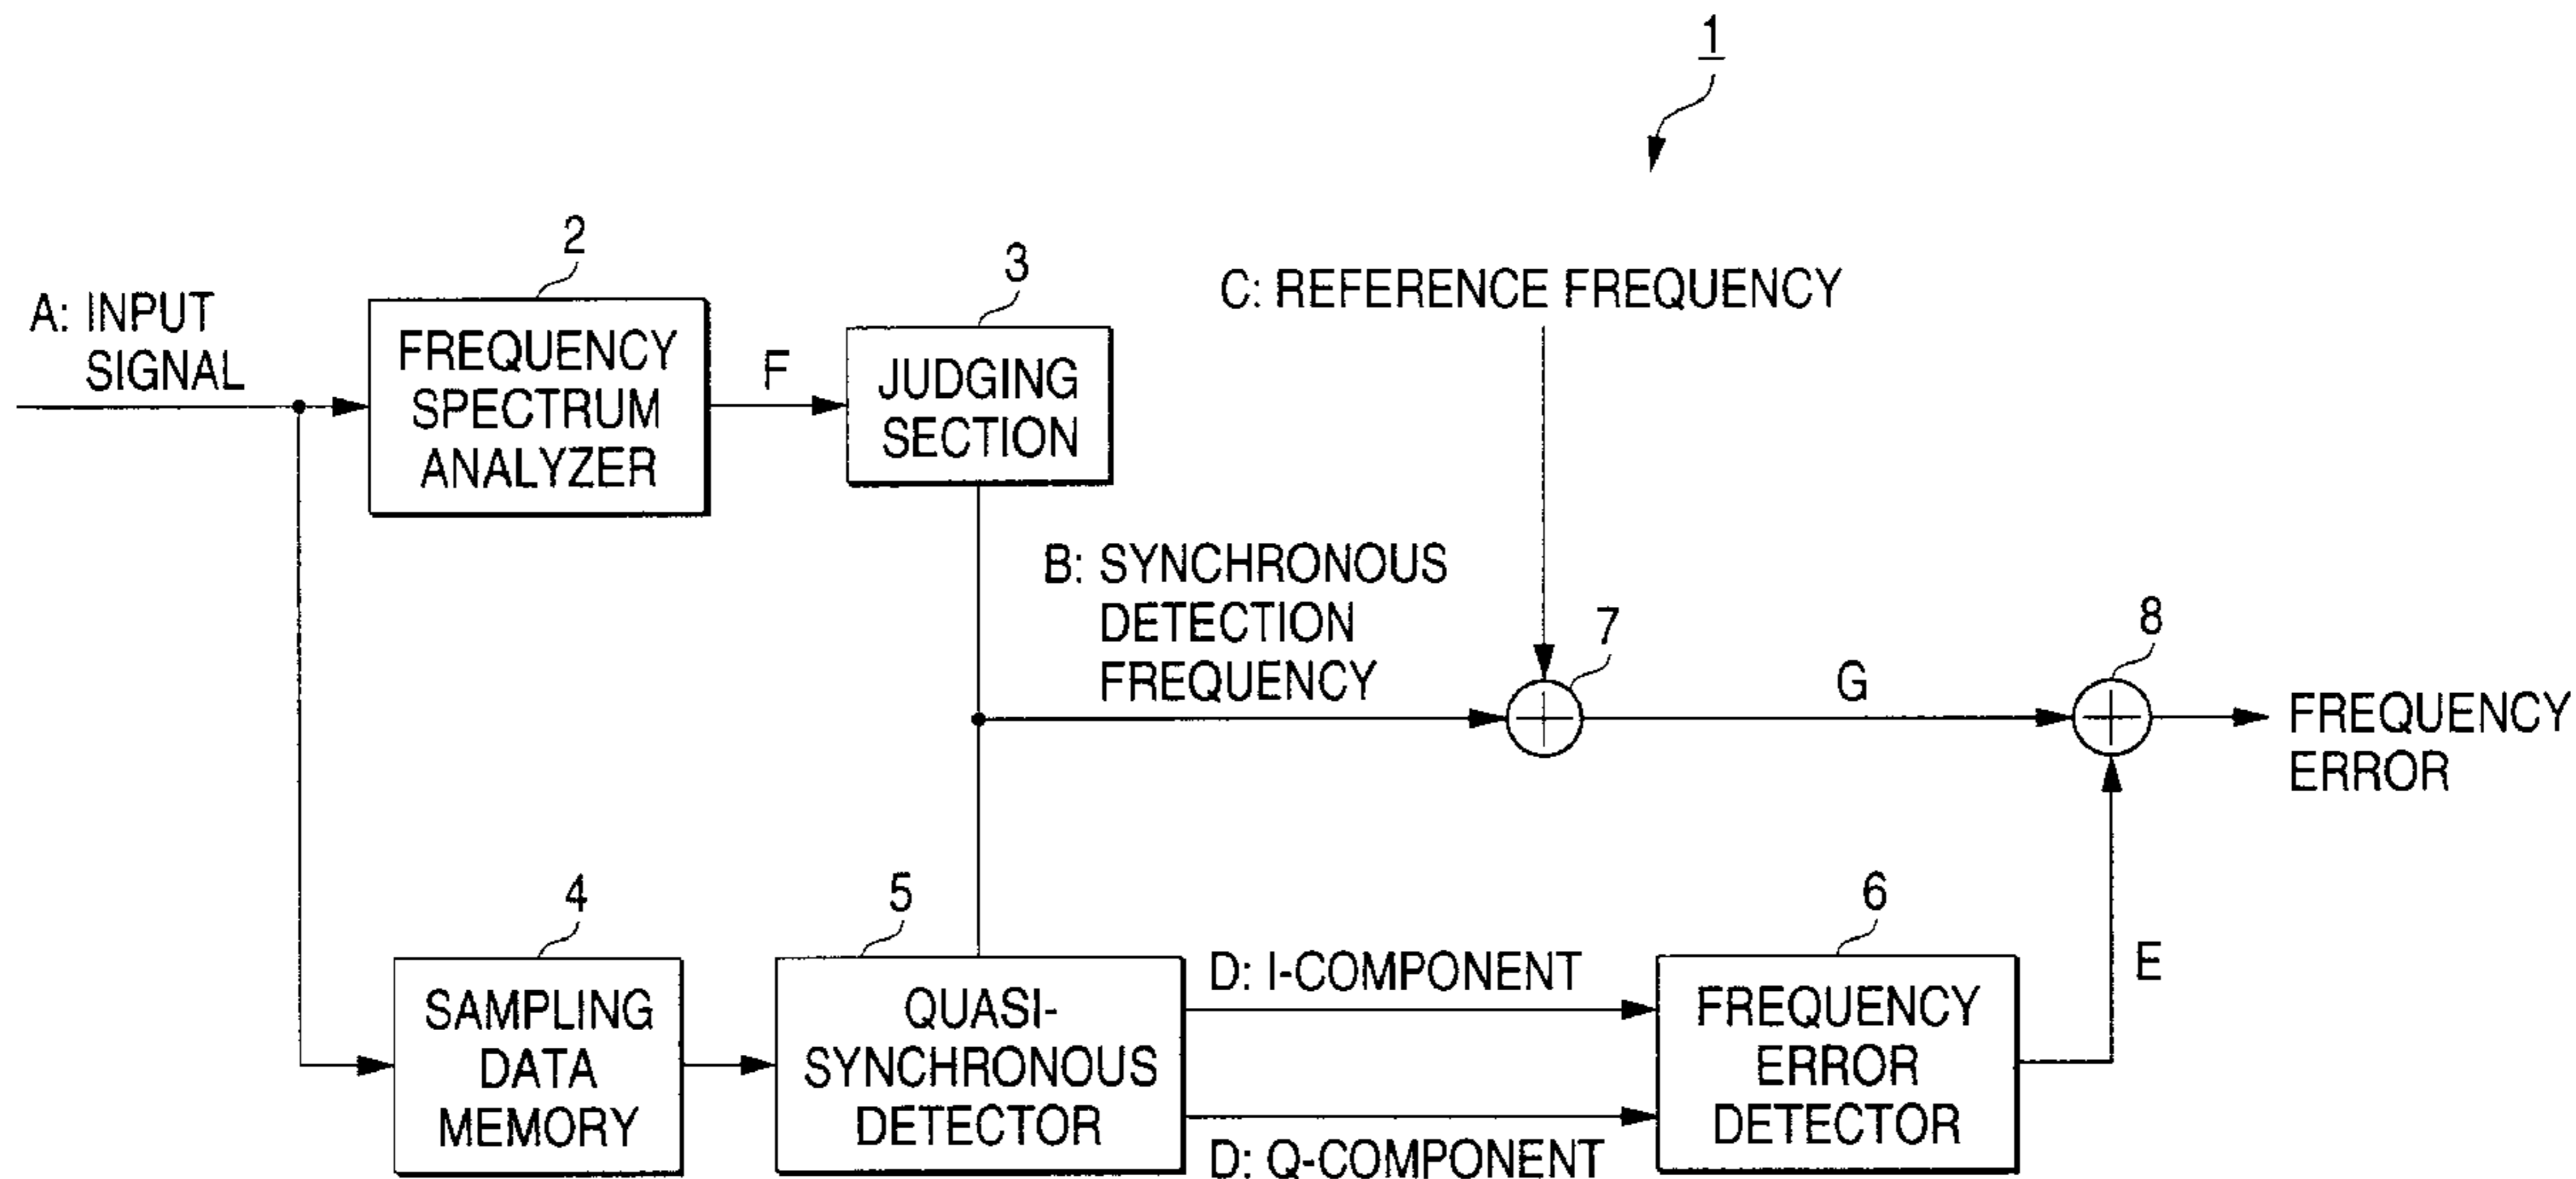 1
2
3
A: INPUT
SIGNAL
FREQUENCY
SPECTRUM
ANALYZER
F
JUDGING
SECTION
C: REFERENCE FREQUENCY
B: SYNCHRONOUS
DETECTION
FREQUENCY
7
G
8
FREQUENCY
ERROR
4
5
6
SAMPLING
DATA
MEMORY
QUASI-
SYNCHRONOUS
DETECTOR
D: I-COMPONENT
D: Q-COMPONENT
FREQUENCY
ERROR
DETECTOR
E